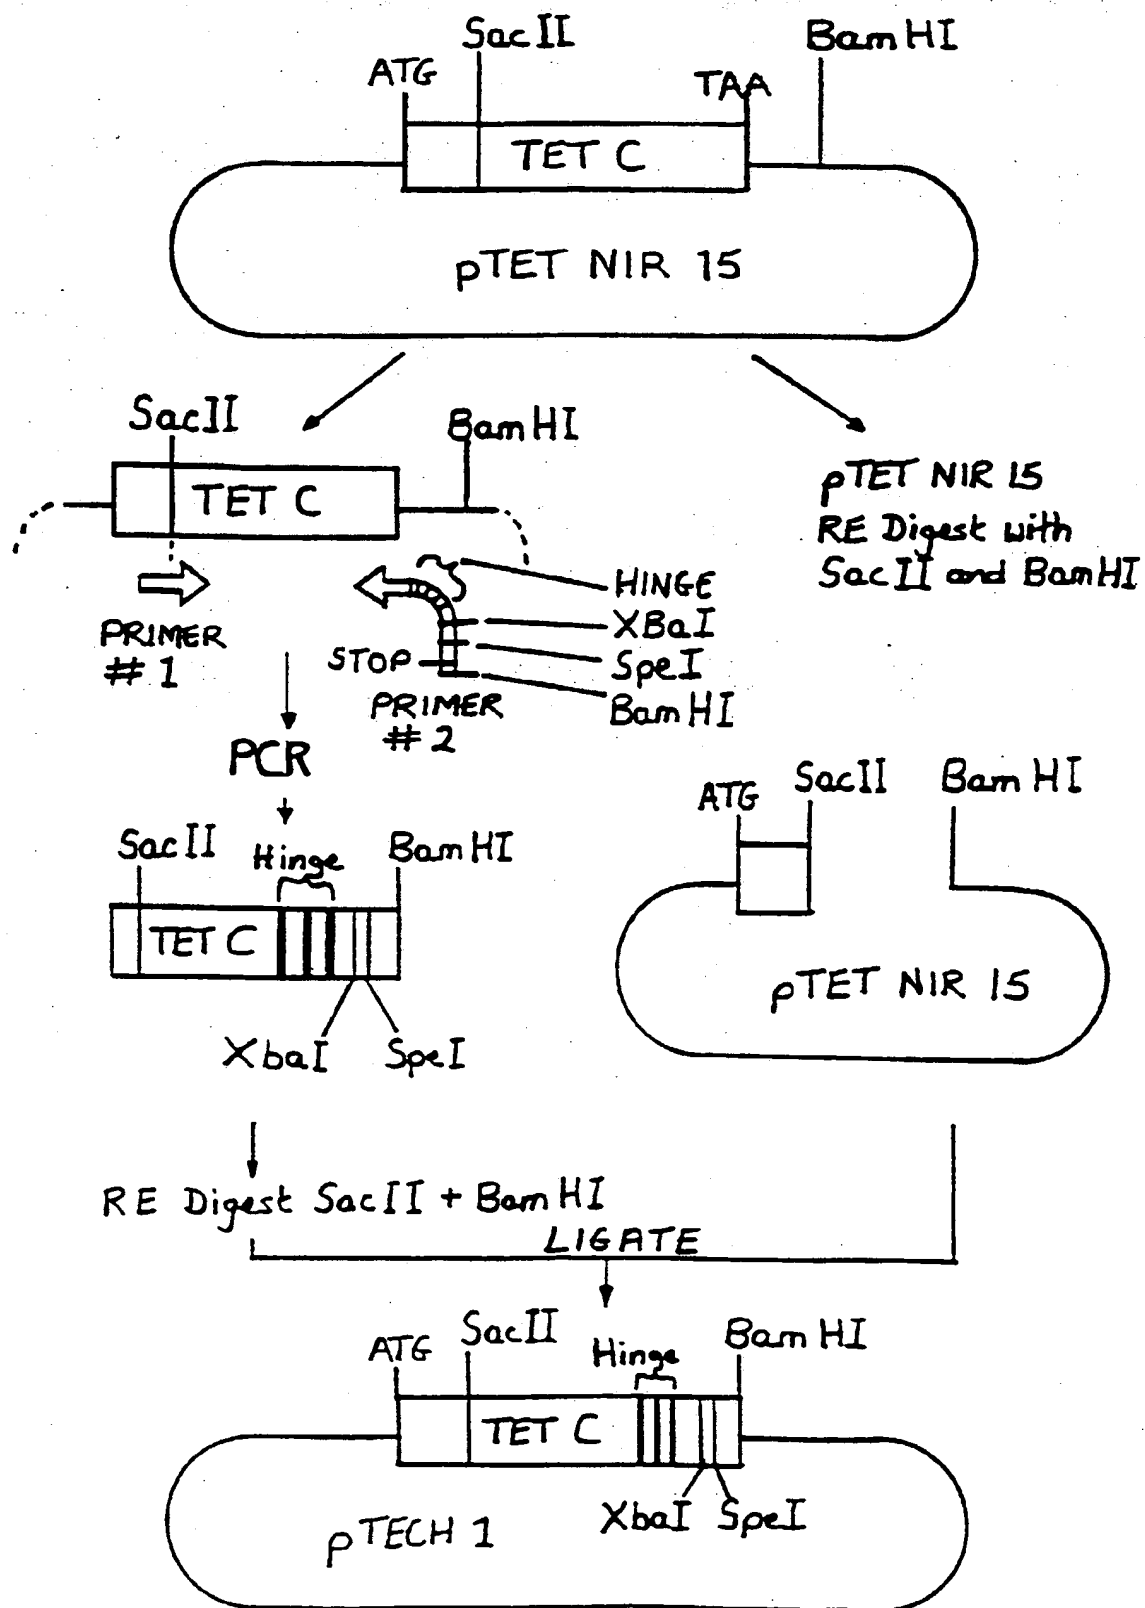 SacII
BamHI
ATG
TAA
TET C
pTET NIR 15
SacII
BamHI
TET C
pTET NIR 15
RE Digest with
SacII and BamHI
HINGE
XBaI
SpeI
BamHI
STOP
PRIMER
# 1
PRIMER
# 2
PCR
SacII
Hinge
BamHI
TET C
XbaI
SpeI
ATG
SacII
BamHI
pTET NIR 15
RE Digest SacII + BamHI
LIGATE
ATG
SacII
Hinge
BamHI
TET C
XbaI
SpeI
pTECH 1